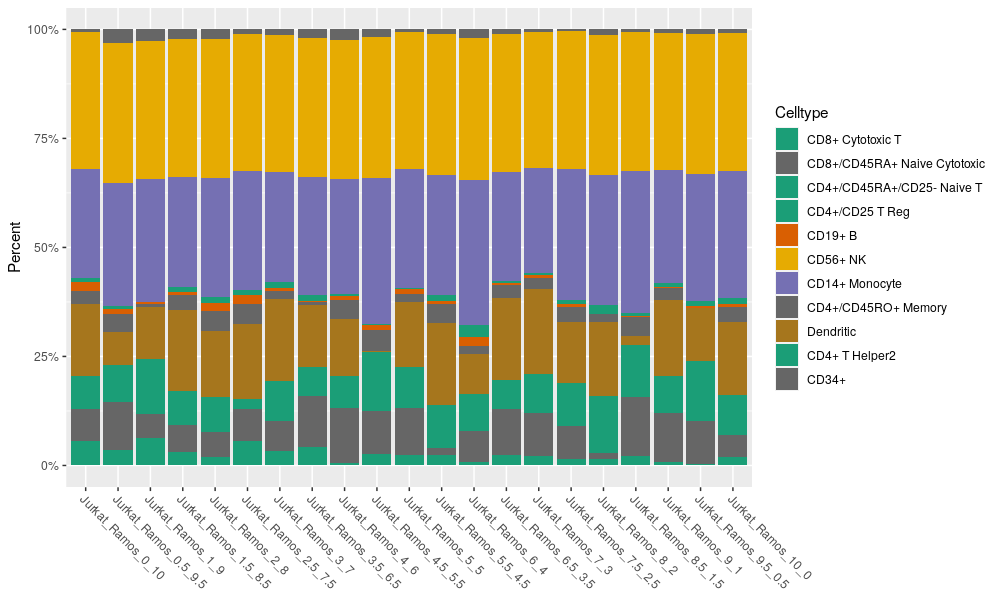 100%
75%
50%
25%
0%
Percent
Jurkat_Ramos_0_10
Jurkat_Ramos_0.5_9.5
Jurkat_Ramos_1_9
Jurkat_Ramos_1.5_8.5
Jurkat_Ramos_2_8
Jurkat_Ramos_2.5_7.5
Jurkat_Ramos_3_7
Jurkat_Ramos_3.5_6.5
Jurkat_Ramos_4_6
Jurkat_Ramos_4.5_5.5
Jurkat_Ramos_5_5
Jurkat_Ramos_5.5_4.5
Jurkat_Ramos_6_4
Jurkat_Ramos_6.5_3.5
Jurkat_Ramos_7_3
Jurkat_Ramos_7.5_2.5
Jurkat_Ramos_8_2
Jurkat_Ramos_8.5_1.5
Jurkat_Ramos_9_1
Jurkat_Ramos_9.5_0.5
Jurkat_Ramos_10_0
Celltype
CD8+ Cytotoxic T
CD8+/CD45RA+ Naive Cytotoxic
CD4+/CD45RA+/CD25- Naive T
CD4+/CD25 T Reg
CD19+ B
CD56+ NK
CD14+ Monocyte
CD4+/CD45RO+ Memory
Dendritic
CD4+ T Helper2
CD34+